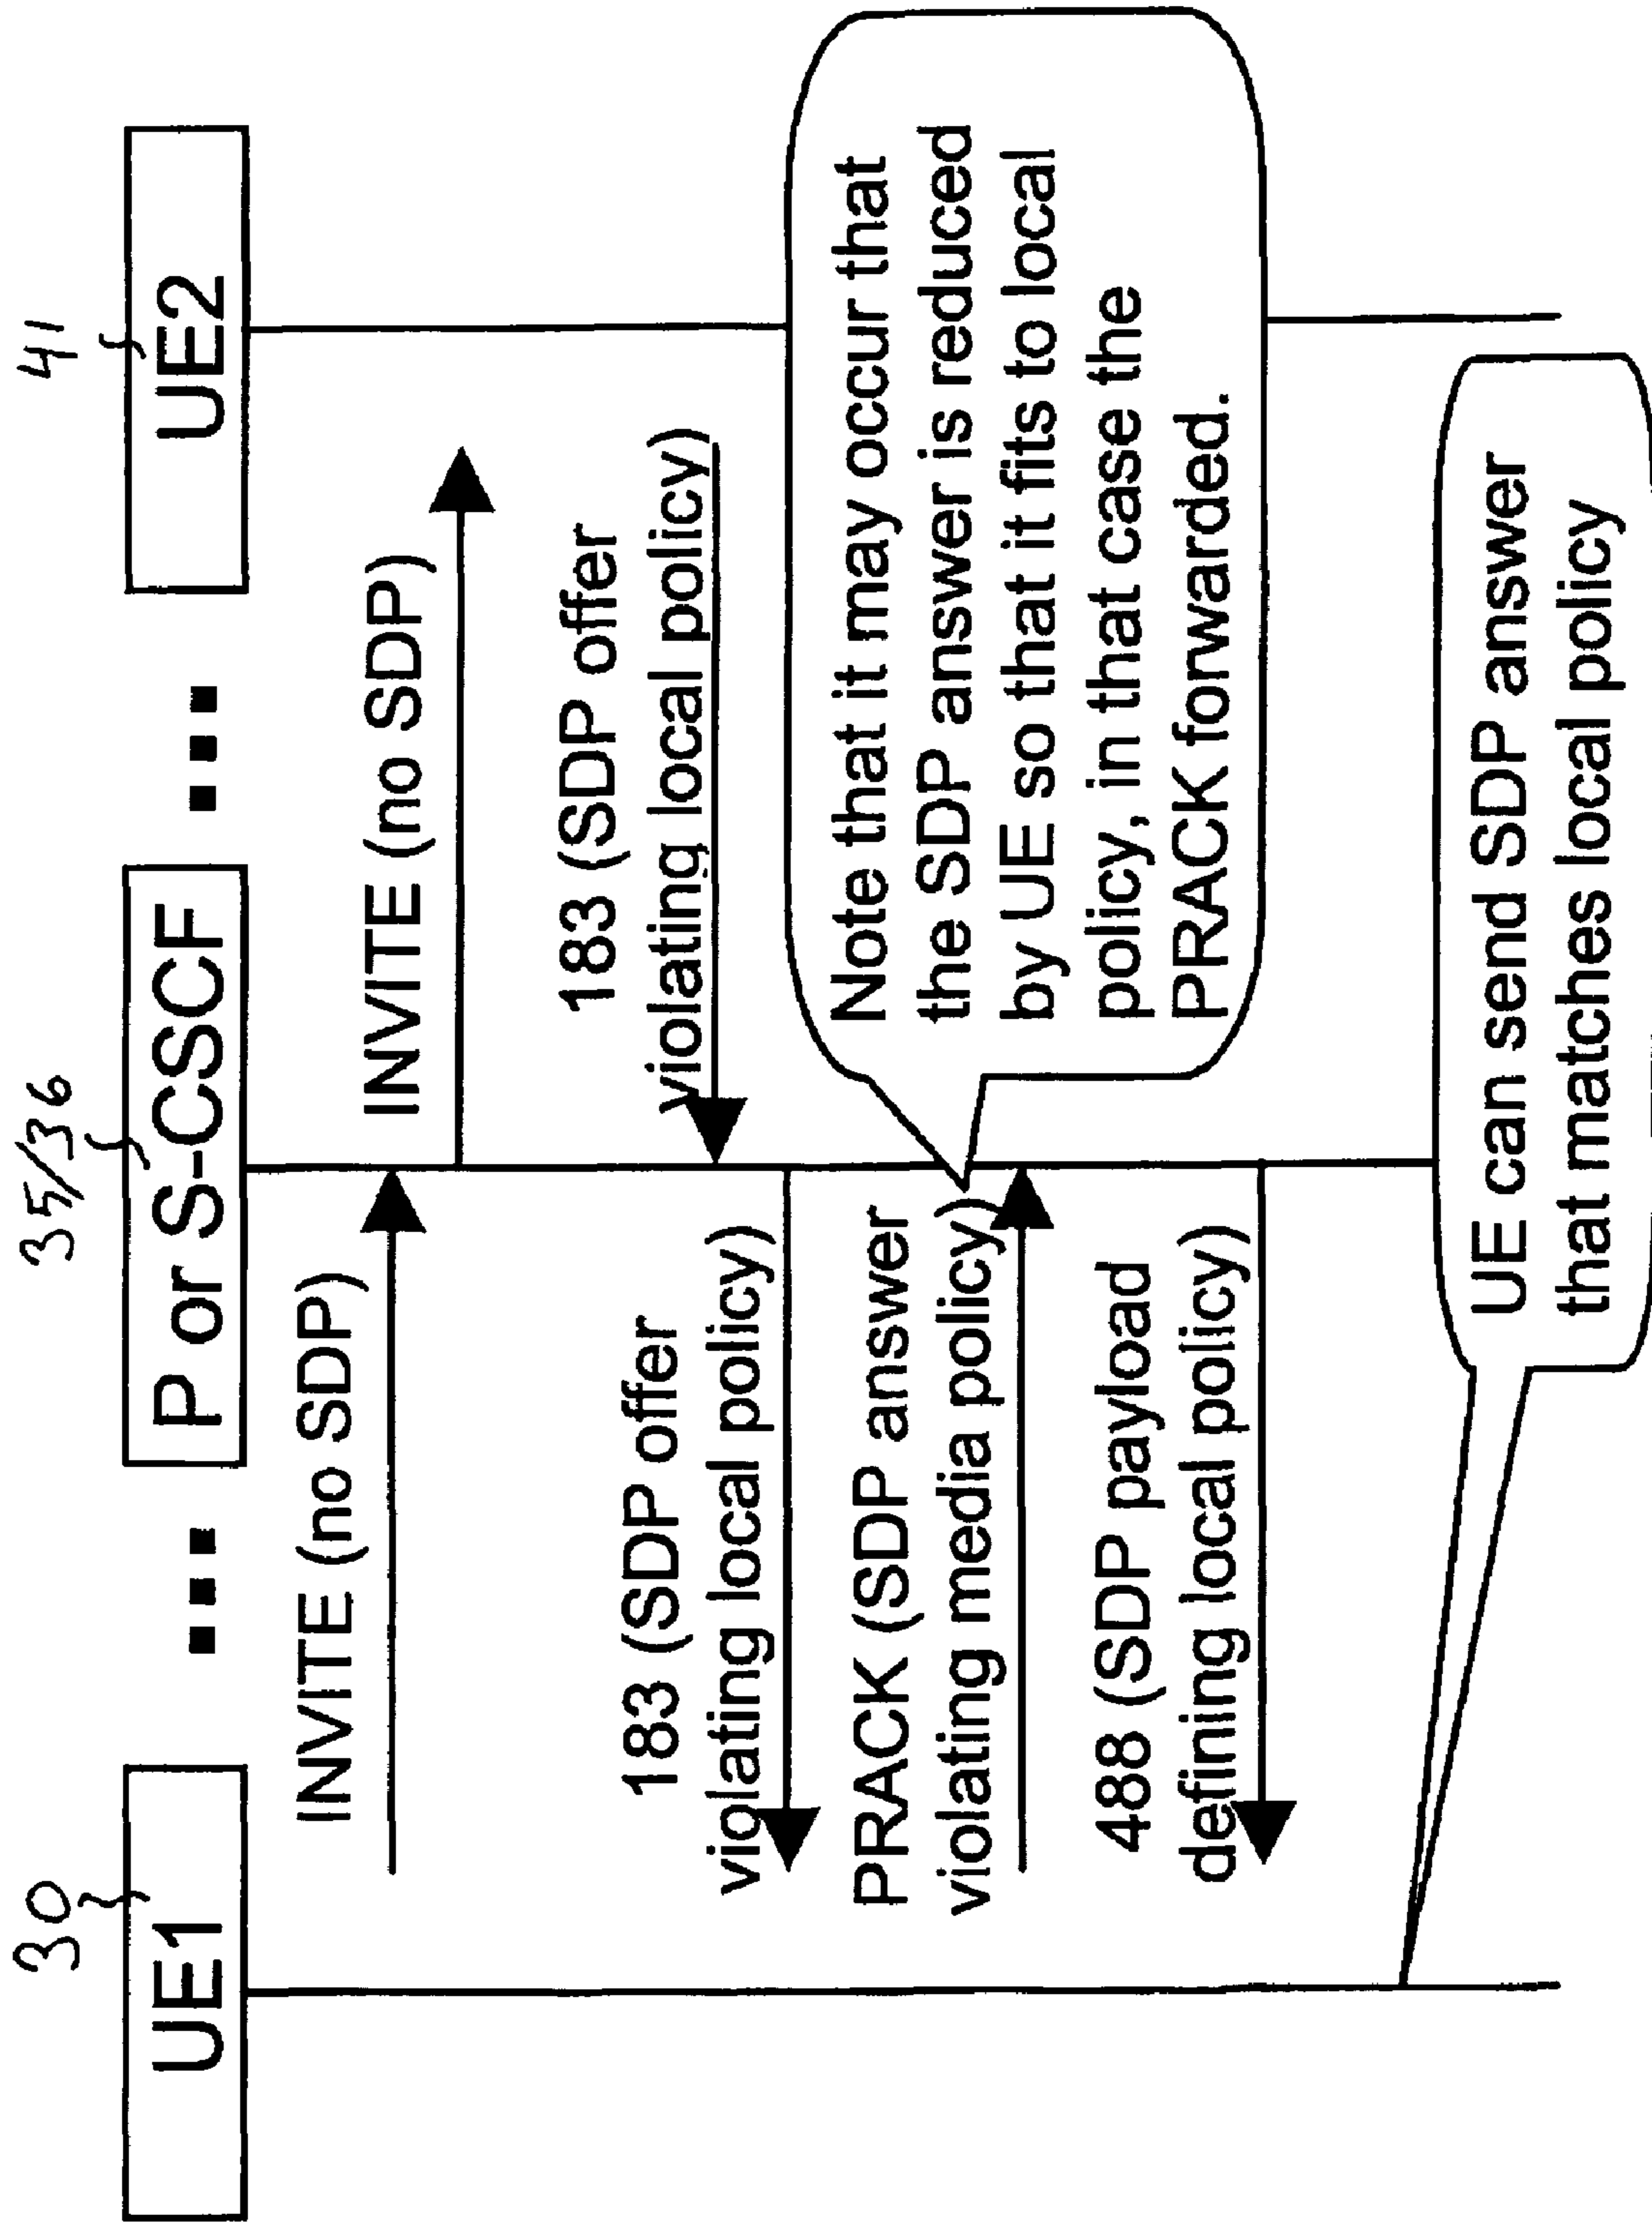 30
35/36
41
UE1
P or S-CSCF
UE2
INVITE (no SDP)
INVITE (no SDP)
183 (SDP offer
violating local policy)
183 (SDP offer
violating local policy)
PRACK (SDP answer
violating media policy)
Note that it may occur that
the SDP answer is reduced
by UE so that it fits to local
policy, in that case the
PRACK forwarded.
488 (SDP payload
defining local policy)
UE can send SDP answer
that matches local policy